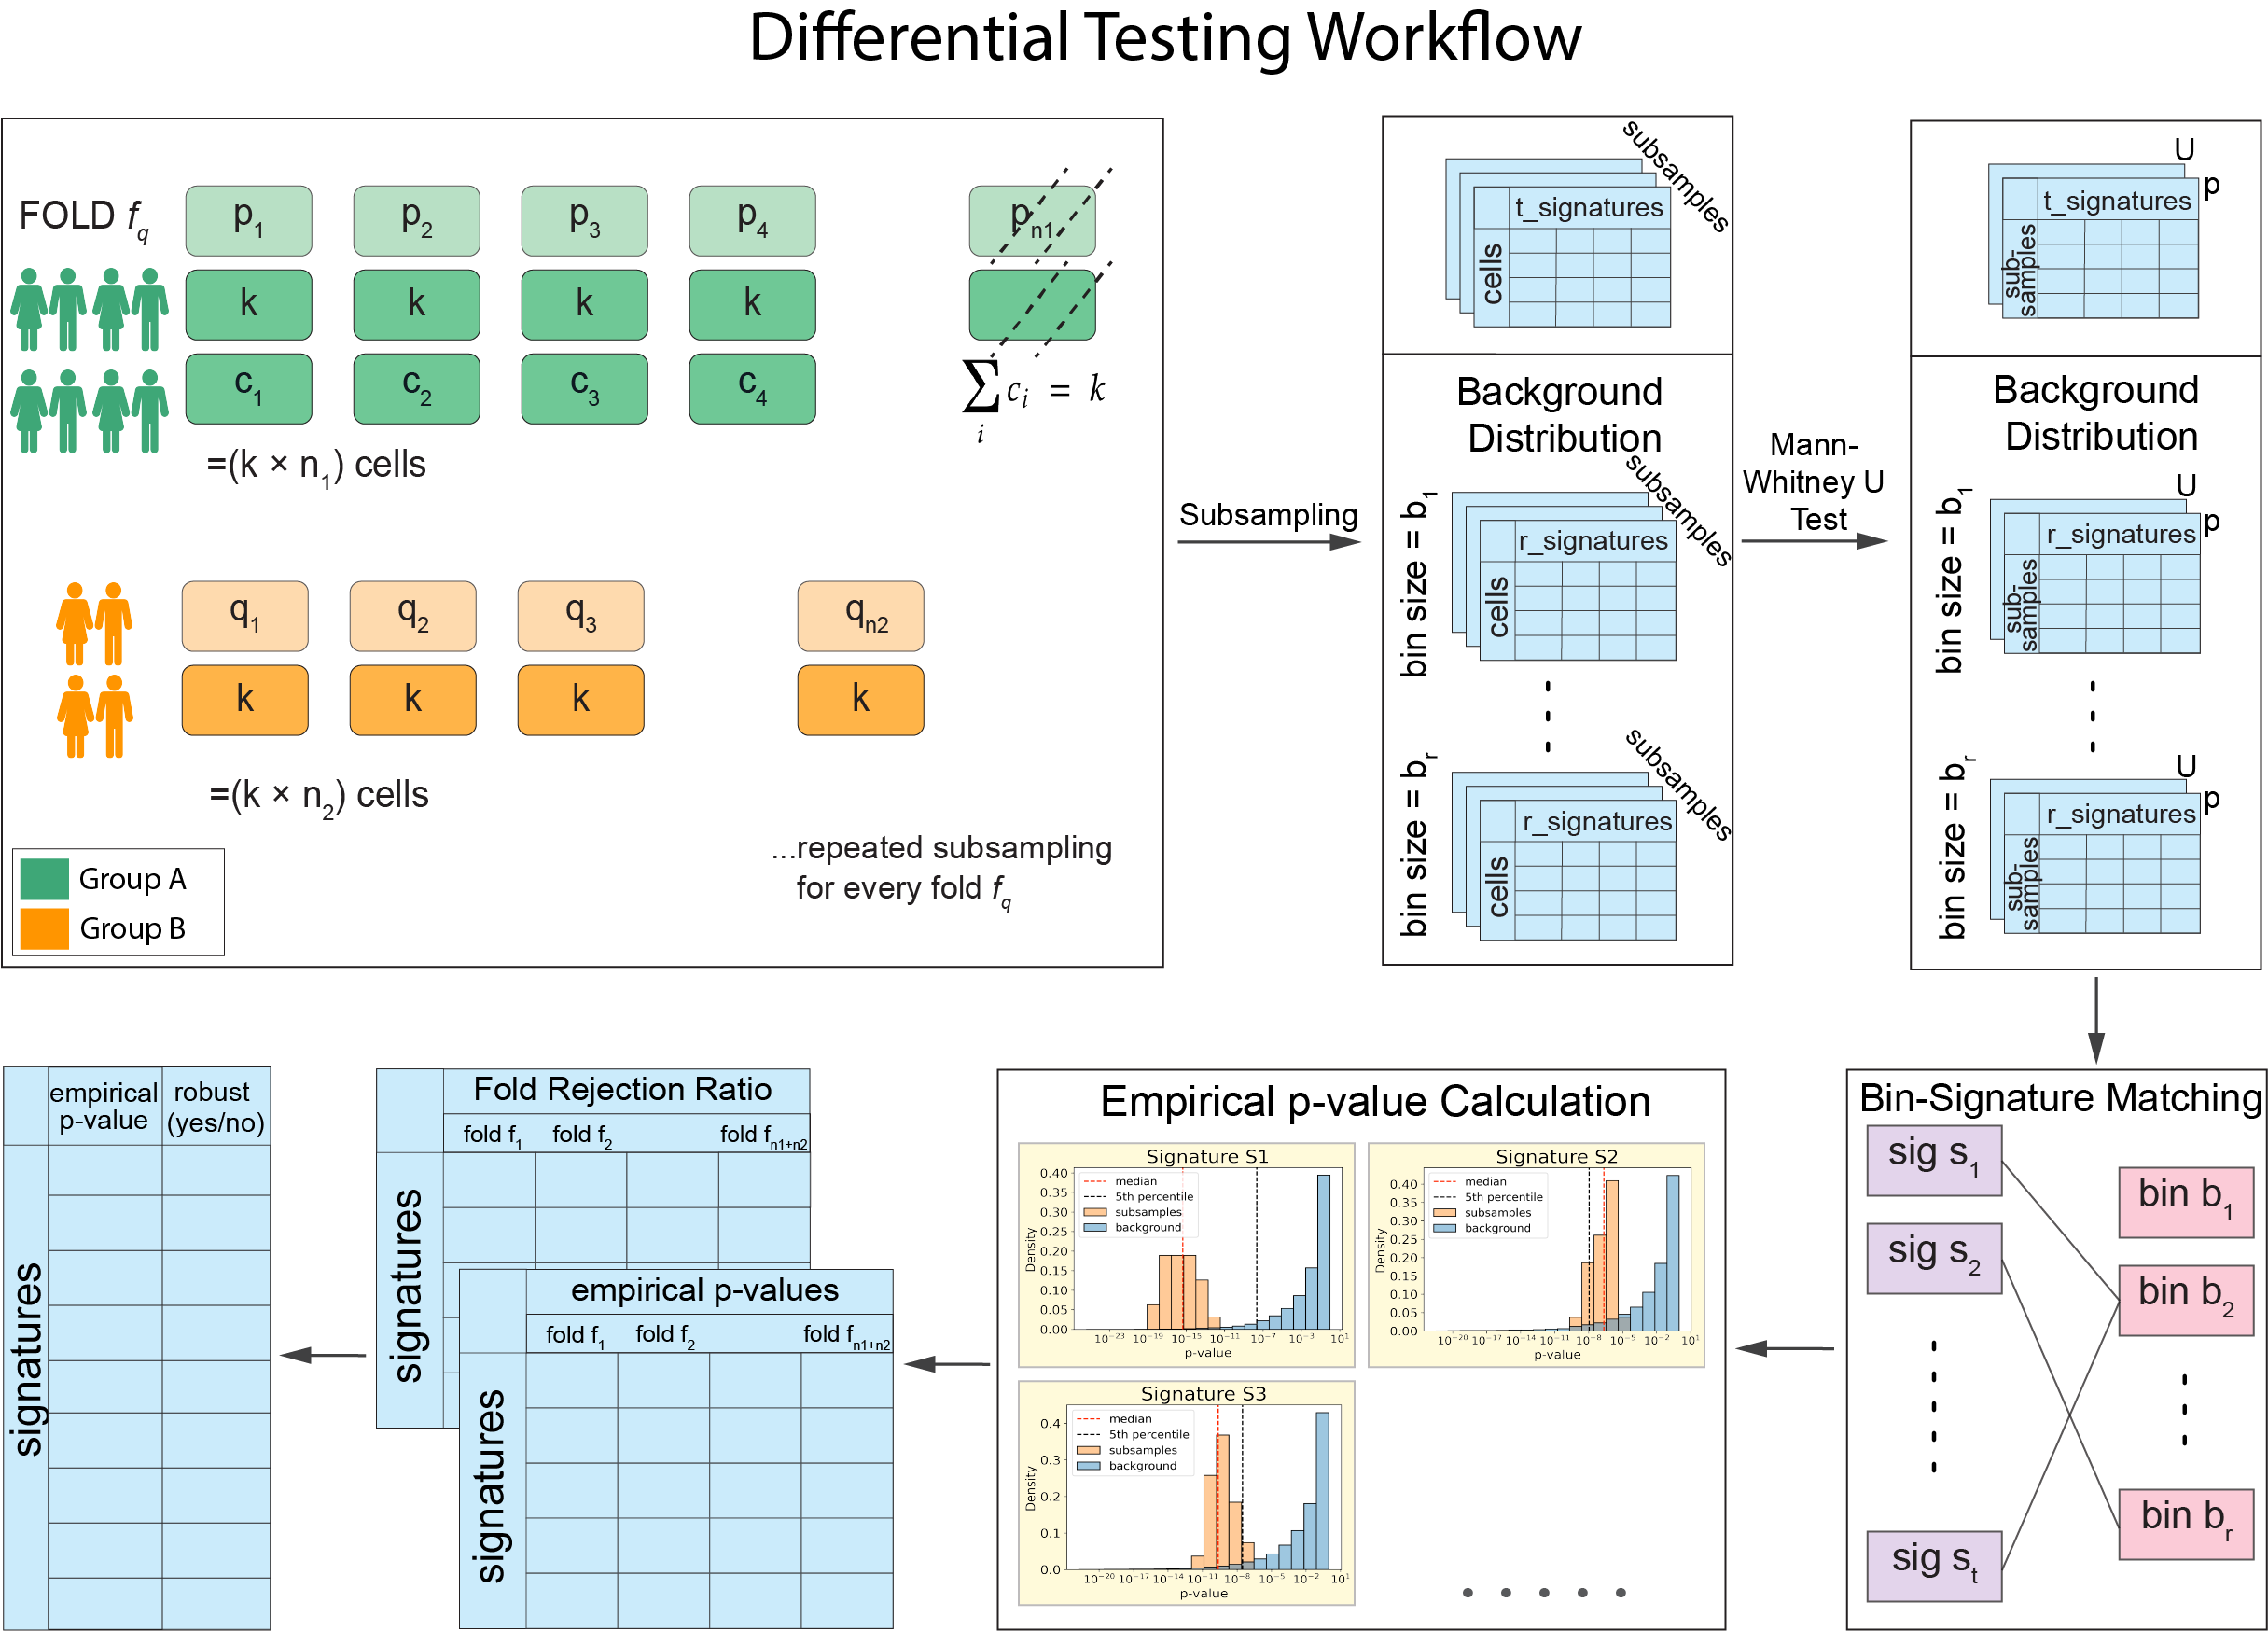 Differential Testing Workflow
FOLD f_q
p_1 p_2 p_3 p_4 p_n1
k k k k
c_1 c_2 c_3 c_4
∑_i c_i = k
=(k × n_1) cells
q_1 q_2 q_3 q_n2
k k k k
=(k × n_2) cells
...repeated subsampling
for every fold f_q
Group A
Group B
Subsampling
subsamples
t_signatures
cells
Background
Distribution
bin size = b_1
subsamples
r_signatures
cells
bin size = b_r
subsamples
r_signatures
cells
Mann-
Whitney U
Test
U
p
t_signatures
sub-
samples
Background
Distribution
bin size = b_1
U
p
r_signatures
sub-
samples
bin size = b_r
U
p
r_signatures
sub-
samples
Bin-Signature Matching
sig s_1
sig s_2
sig s_t
bin b_1
bin b_2
bin b_r
Empirical p-value Calculation
Signature S1
median
5th percentile
subsamples
background
Density
0.40
0.35
0.30
0.25
0.20
0.15
0.10
0.05
0.00
10^−23 10^−19 10^−15 10^−11 10^−7 10^−3 10^1
p-value
Signature S2
median
5th percentile
subsamples
background
Density
0.40
0.35
0.30
0.25
0.20
0.15
0.10
0.05
0.00
10^−20 10^−17 10^−14 10^−11 10^−8 10^−5 10^−2 10^1
p-value
Signature S3
median
5th percentile
subsamples
background
Density
0.4
0.3
0.2
0.1
0.0
10^−20 10^−17 10^−14 10^−11 10^−8 10^−5 10^−2 10^1
p-value
Fold Rejection Ratio
fold f_1 fold f_2 fold f_n1+n2
signatures
empirical p-values
fold f_1 fold f_2 fold f_n1+n2
signatures
empirical
p-value
robust
(yes/no)
signatures